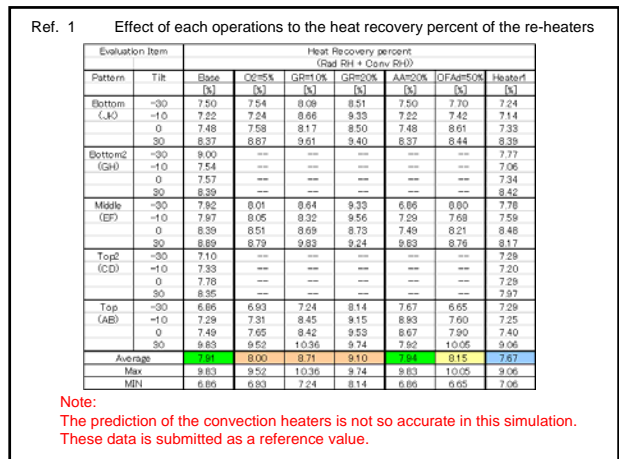 Ref. 1 Effect of each operations to the heat recovery percent of the re-heaters
Evaluation Item Heat Recovery percent
(Rad RH + Conv RH))
Pattern Tilt Base O2=5% GR=10% GR=20% AA=20% OFAd=50% Heater1
[%] [%] [%] [%] [%] [%] [%]
Bottom -30 7.50 7.54 8.09 8.51 7.50 7.70 7.24
(JK) -10 7.22 7.24 8.66 9.33 7.22 7.42 7.14
0 7.48 7.58 8.17 8.50 7.48 8.61 7.33
30 8.37 8.87 9.61 9.40 8.37 8.44 8.39
Bottom2 -30 9.00 -- -- -- -- -- 7.77
(GH) -10 7.54 -- -- -- -- -- 7.06
0 7.57 -- -- -- -- -- 7.34
30 8.39 -- -- -- -- -- 8.42
Middle -30 7.92 8.01 8.64 9.33 6.86 8.80 7.78
(EF) -10 7.97 8.05 8.32 9.56 7.29 7.68 7.59
0 8.39 8.51 8.69 8.73 7.49 8.21 8.48
30 8.89 8.79 9.83 9.24 9.83 8.76 8.17
Top2 -30 7.10 -- -- -- -- -- 7.29
(CD) -10 7.33 -- -- -- -- -- 7.20
0 7.78 -- -- -- -- -- 7.29
30 8.35 -- -- -- -- -- 7.97
Top -30 6.86 6.93 7.24 8.14 7.67 6.65 7.29
(AB) -10 7.29 7.31 8.45 9.15 8.93 7.60 7.25
0 7.49 7.65 8.42 9.53 8.67 7.90 7.40
30 9.83 9.52 10.36 9.74 7.92 10.05 9.06
Average 7.91 8.00 8.71 9.10 7.94 8.15 7.67
Max 9.83 9.52 10.36 9.74 9.83 10.05 9.06
MIN 6.86 6.93 7.24 8.14 6.86 6.65 7.06
Note:
The prediction of the convection heaters is not so accurate in this simulation.
These data is submitted as a reference value.